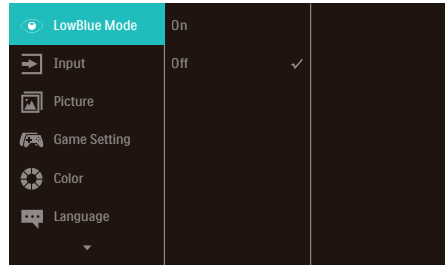 LowBlue Mode
On
Input
Off
Picture
Game Setting
Color
Language